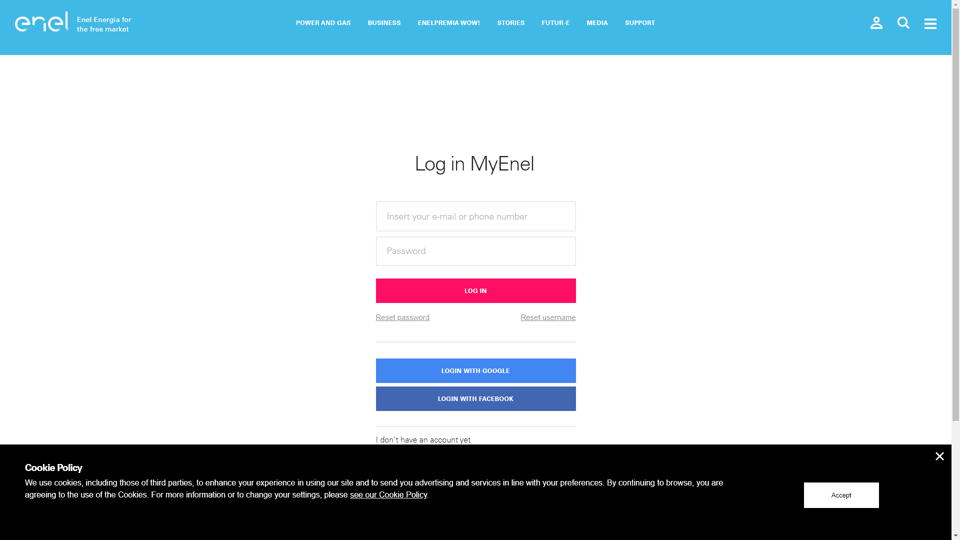 enel
Enel Energia for
the free market
POWER AND GAS
BUSINESS
ENELPREMIA WOW!
STORIES
FUTUR-E
MEDIA
SUPPORT
Log in MyEnel
Insert your e-mail or phone number
Password
LOG IN
Reset password
Reset username
LOGIN WITH GOOGLE
LOGIN WITH FACEBOOK
I don't have an account yet
Cookie Policy
We use cookies, including those of third parties, to enhance your experience in using our site and to send you advertising and services in line with your preferences. By continuing to browse, you are
agreeing to the use of the Cookies. For more information or to change your settings, please see our Cookie Policy.
Accept